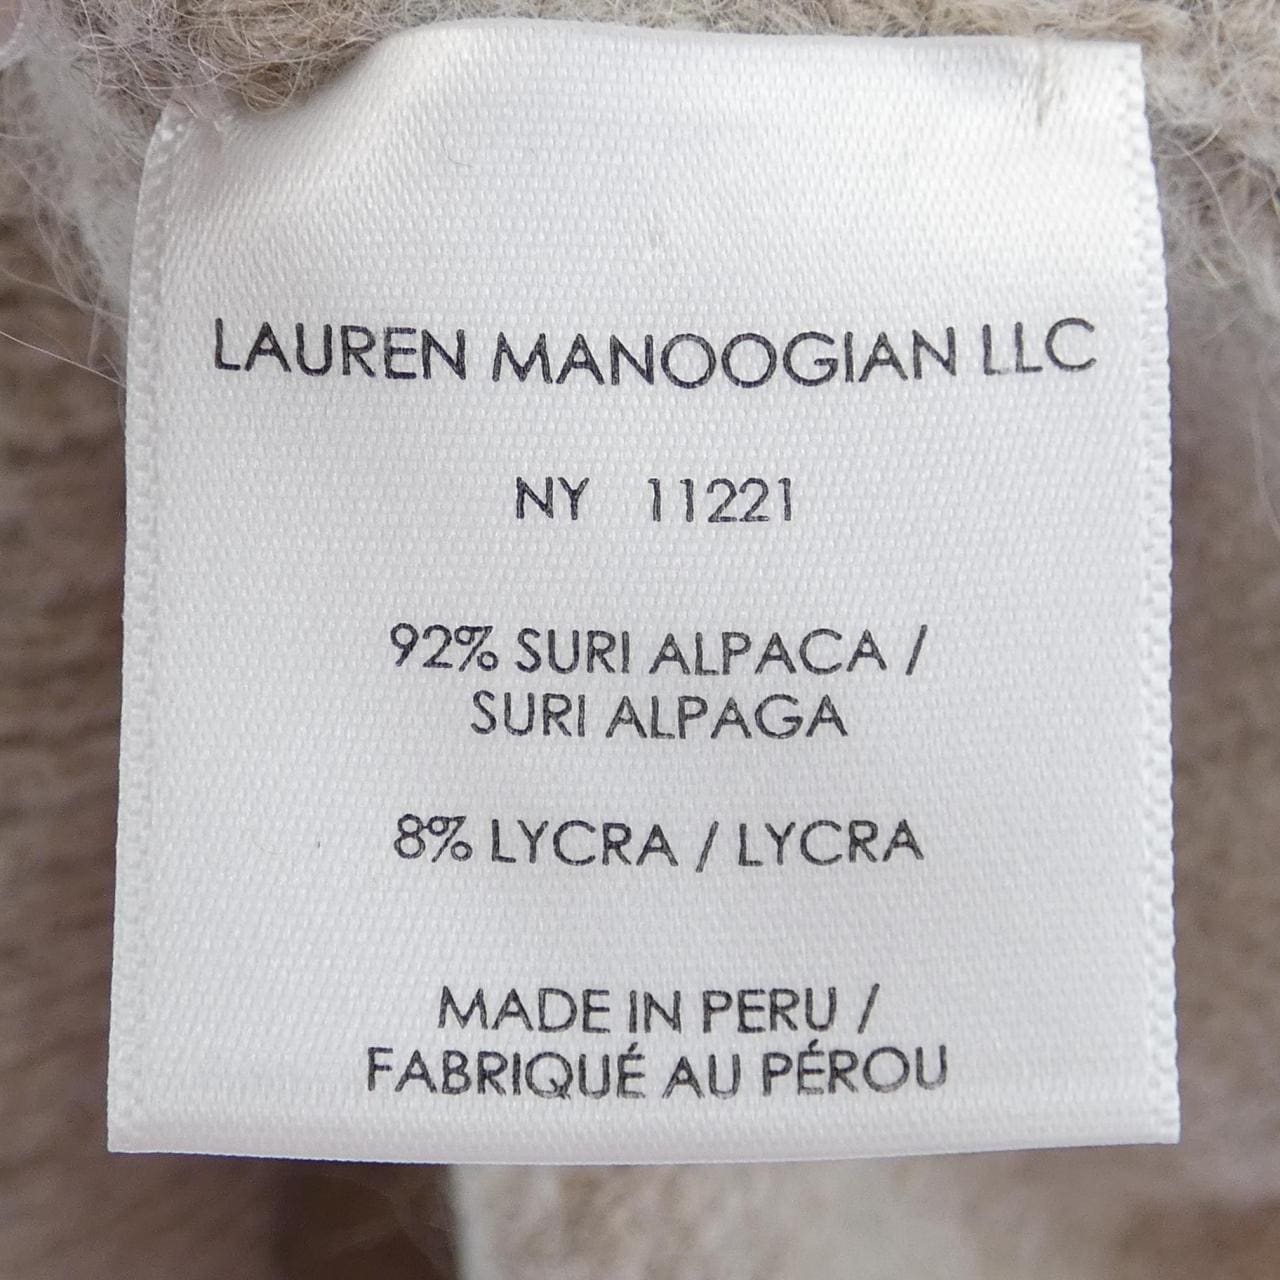 LAUREN MANOOGIAN LLC
NY 11221
92% SURI ALPACA /
SURI ALPAGA
8% LYCRA / LYCRA
MADE IN PERU /
FABRIQUÉ AU PÉROU